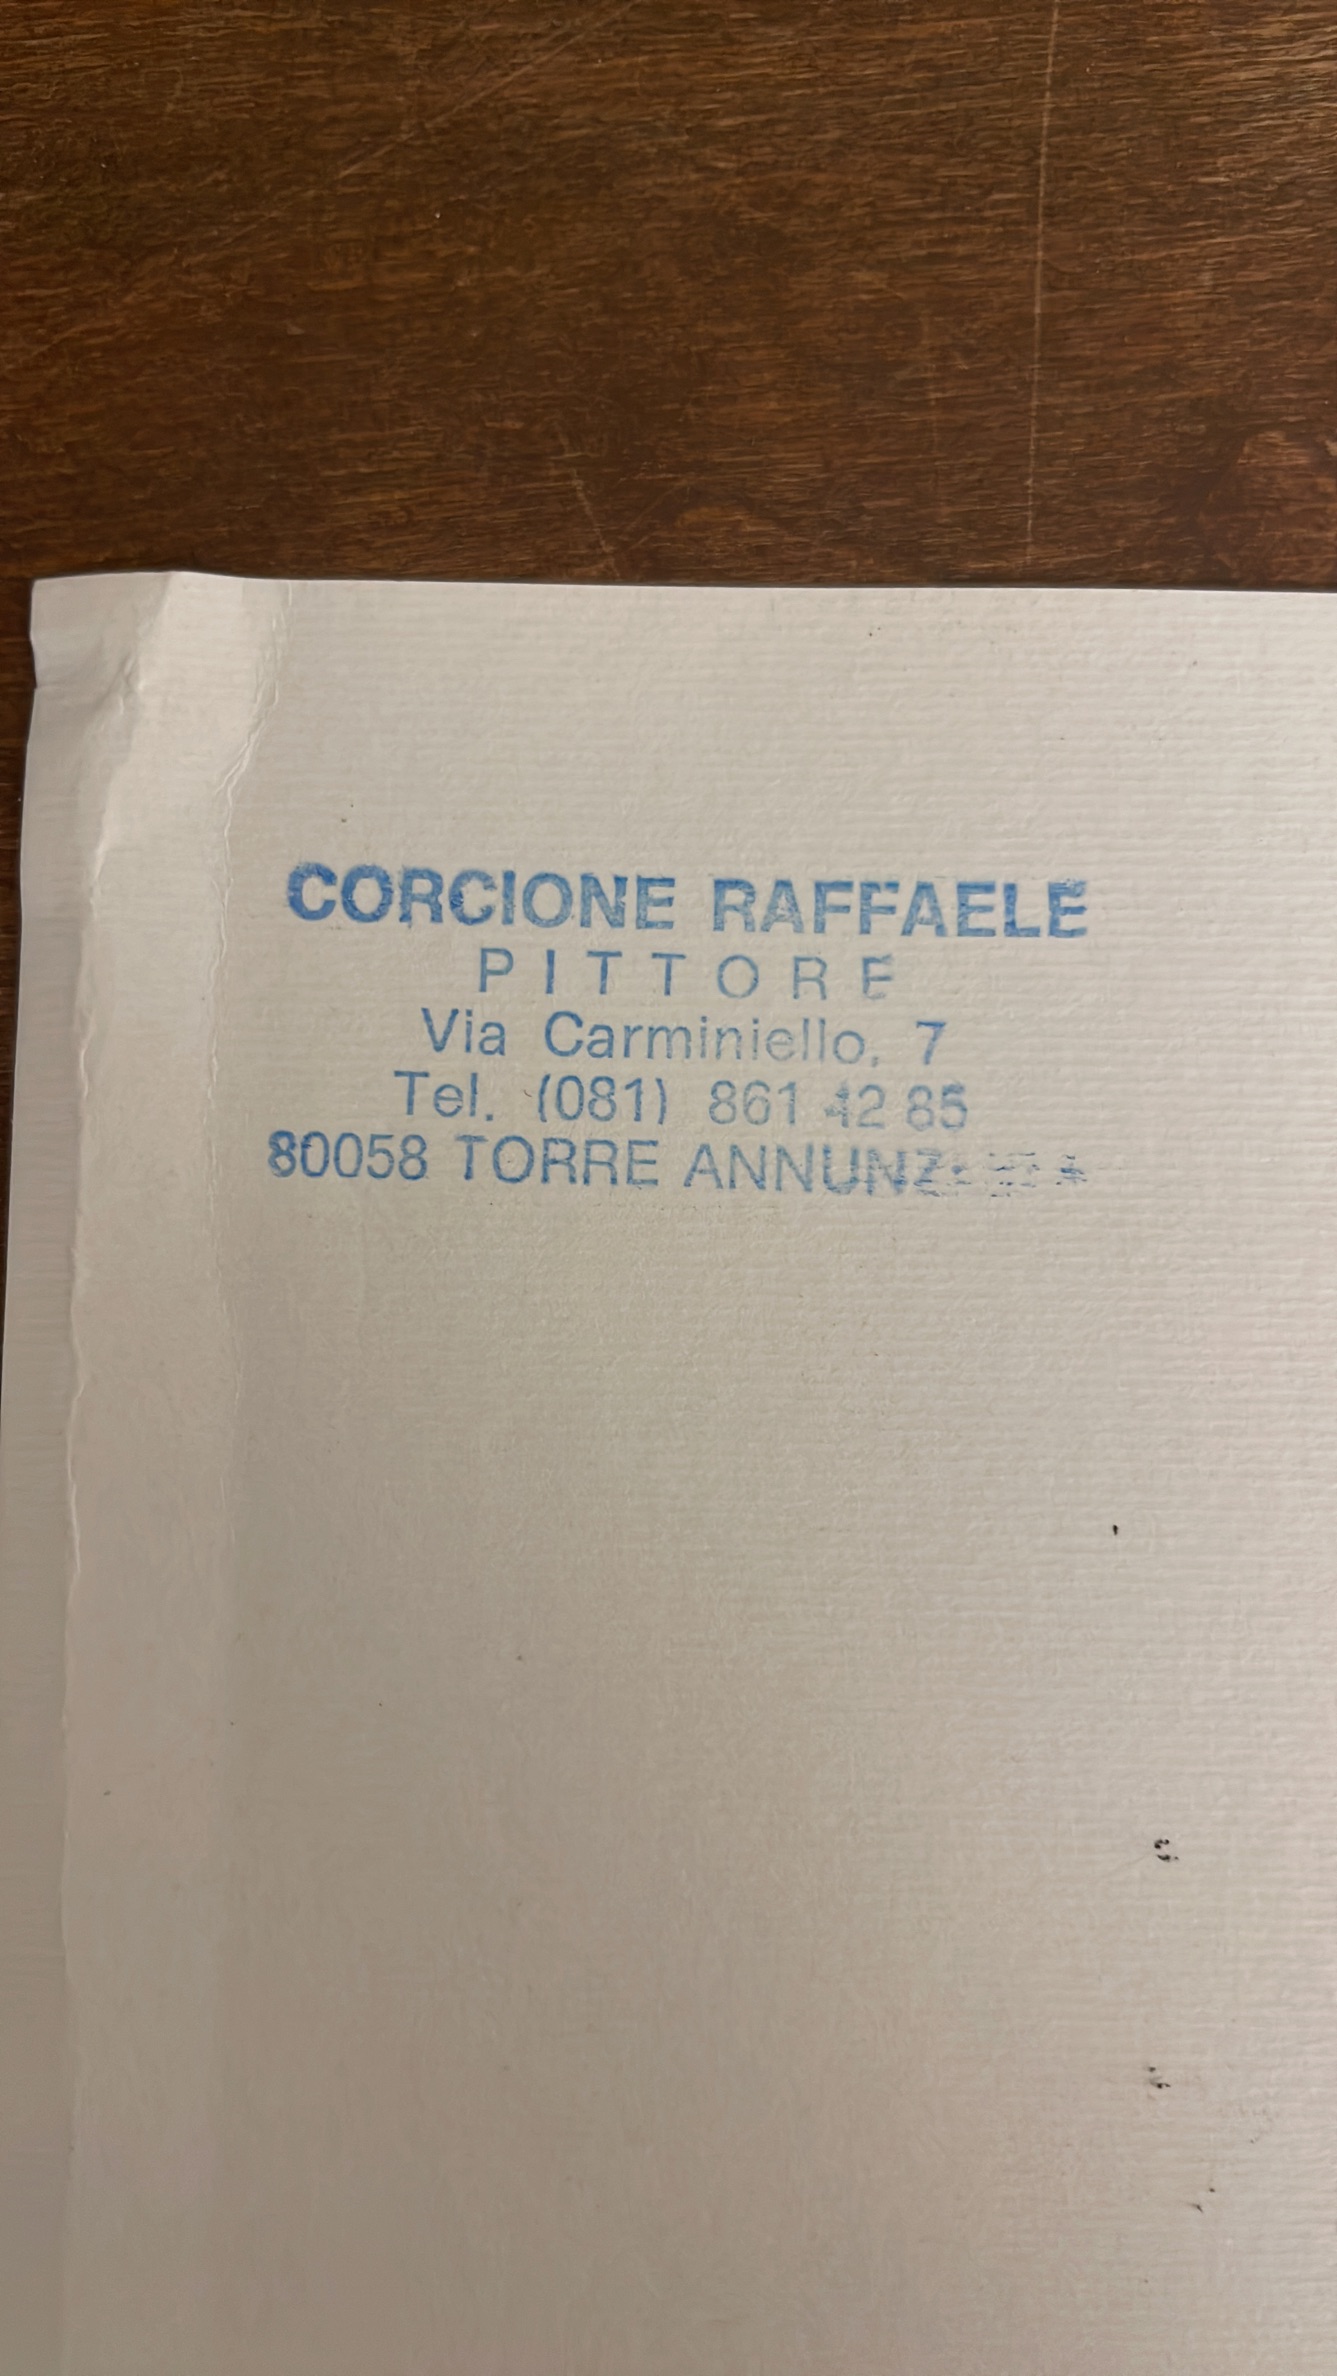 CORCIONE RAFFAELE
PITTORE
Via Carminiello, 7
Tel. (081) 861 42 85
80058 TORRE